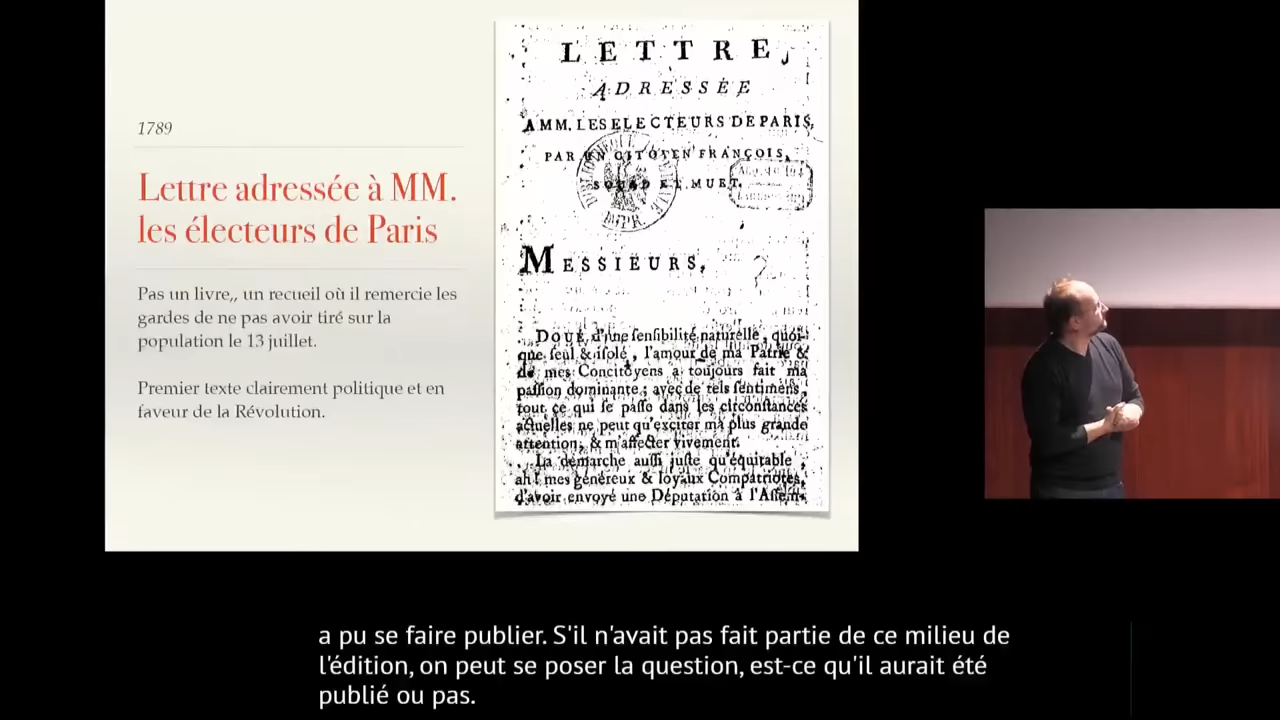 1789
Lettre adressée à MM.
les électeurs de Paris
Pas un livre,, un recueil où il remercie les
gardes de ne pas avoir tiré sur la
population le 13 juillet.
Premier texte clairement politique et en
faveur de la Révolution.
LETTRE,
ADRESSÉE
A MM. LES ELECTEURS DE PARIS,
PAR UN CITOYEN FRANÇOIS,
SOURD ET MUET.
MESSIEURS,
DOUÉ d'une ſenſibilité naturelle, quoi-
que ſeul & iſolé, l'amour de ma Patrie &
de mes Concitoyens a toujours fait ma
paſſion dominante; avec de tels ſentimens,
tout ce qui ſe paſſe dans les circonſtances
actuelles ne peut qu'exciter ma plus grande
attention, & m'affecter vivement.
La démarche auſſi juſte qu'équitable,
ah! mes généreux & loyaux Compatriotes,
d'avoir envoyé une Députation à l'Aſſem-
a pu se faire publier. S'il n'avait pas fait partie de ce milieu de
l'édition, on peut se poser la question, est-ce qu'il aurait été
publié ou pas.